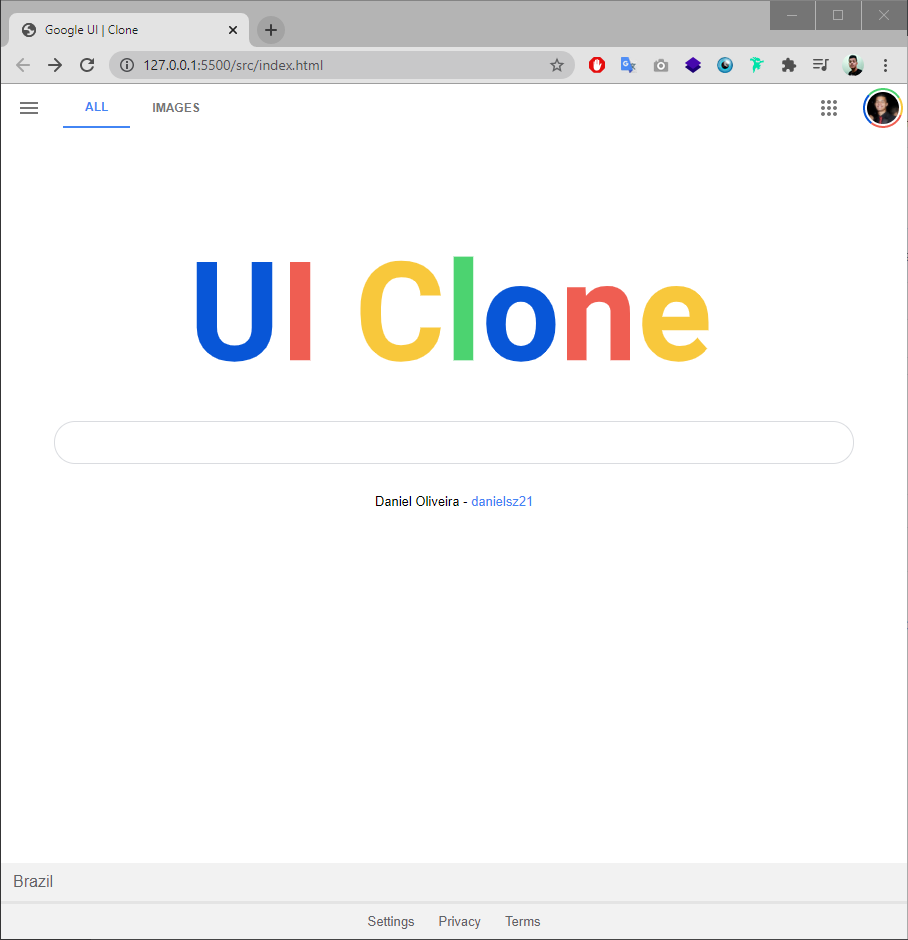 Google UI | Clone
127.0.0.1:5500/src/index.html
ALL IMAGES
UI Clone
Daniel Oliveira - danielsz21
Brazil
Settings Privacy Terms